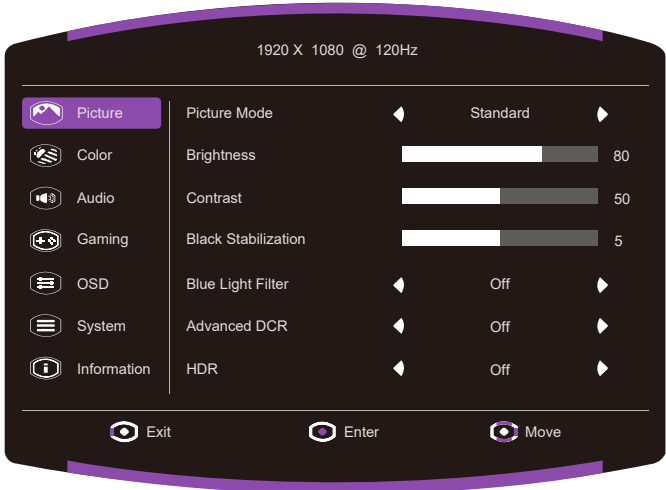 1920 X 1080 @ 120Hz
Picture Picture Mode Standard
Color Brightness 80
Audio Contrast 50
Gaming Black Stabilization 5
OSD Blue Light Filter Off
System Advanced DCR Off
Information HDR Off
Exit Enter Move